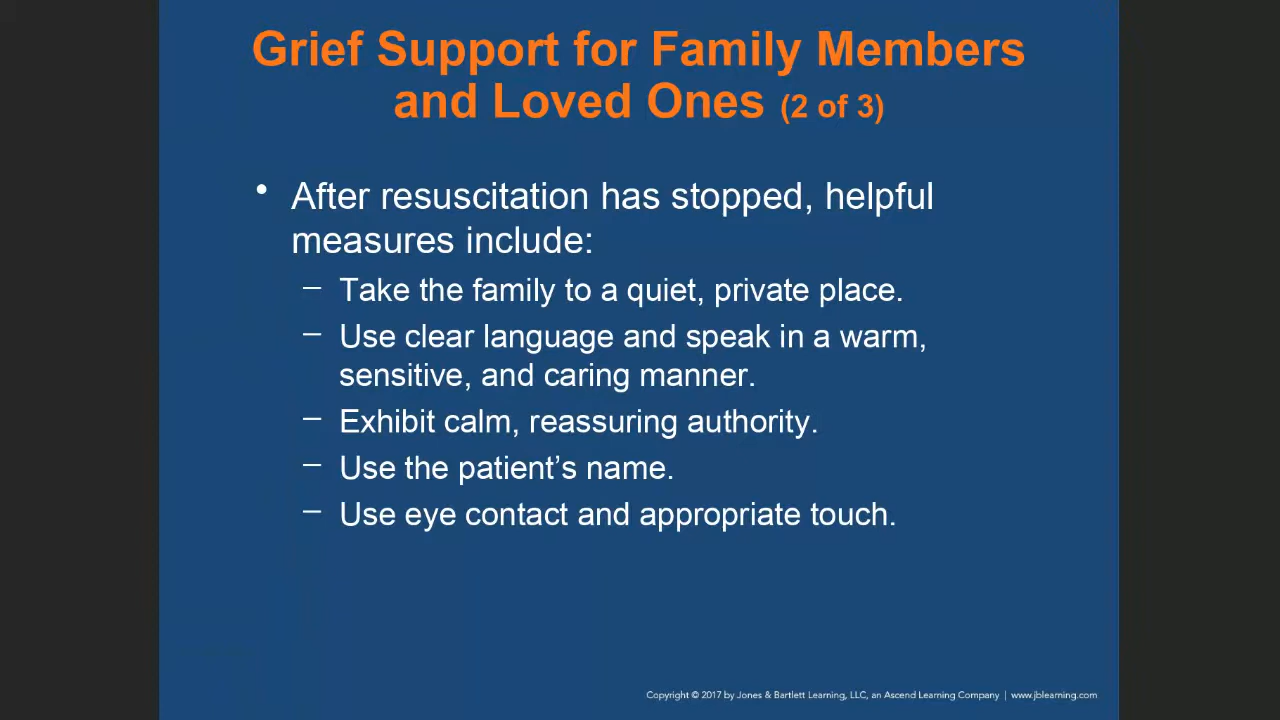 Grief Support for Family Members
and Loved Ones (2 of 3)
• After resuscitation has stopped, helpful
measures include:
– Take the family to a quiet, private place.
– Use clear language and speak in a warm,
sensitive, and caring manner.
– Exhibit calm, reassuring authority.
– Use the patient’s name.
– Use eye contact and appropriate touch.
Copyright © 2017 by Jones & Bartlett Learning, LLC, an Ascend Learning Company | www.jblearning.com